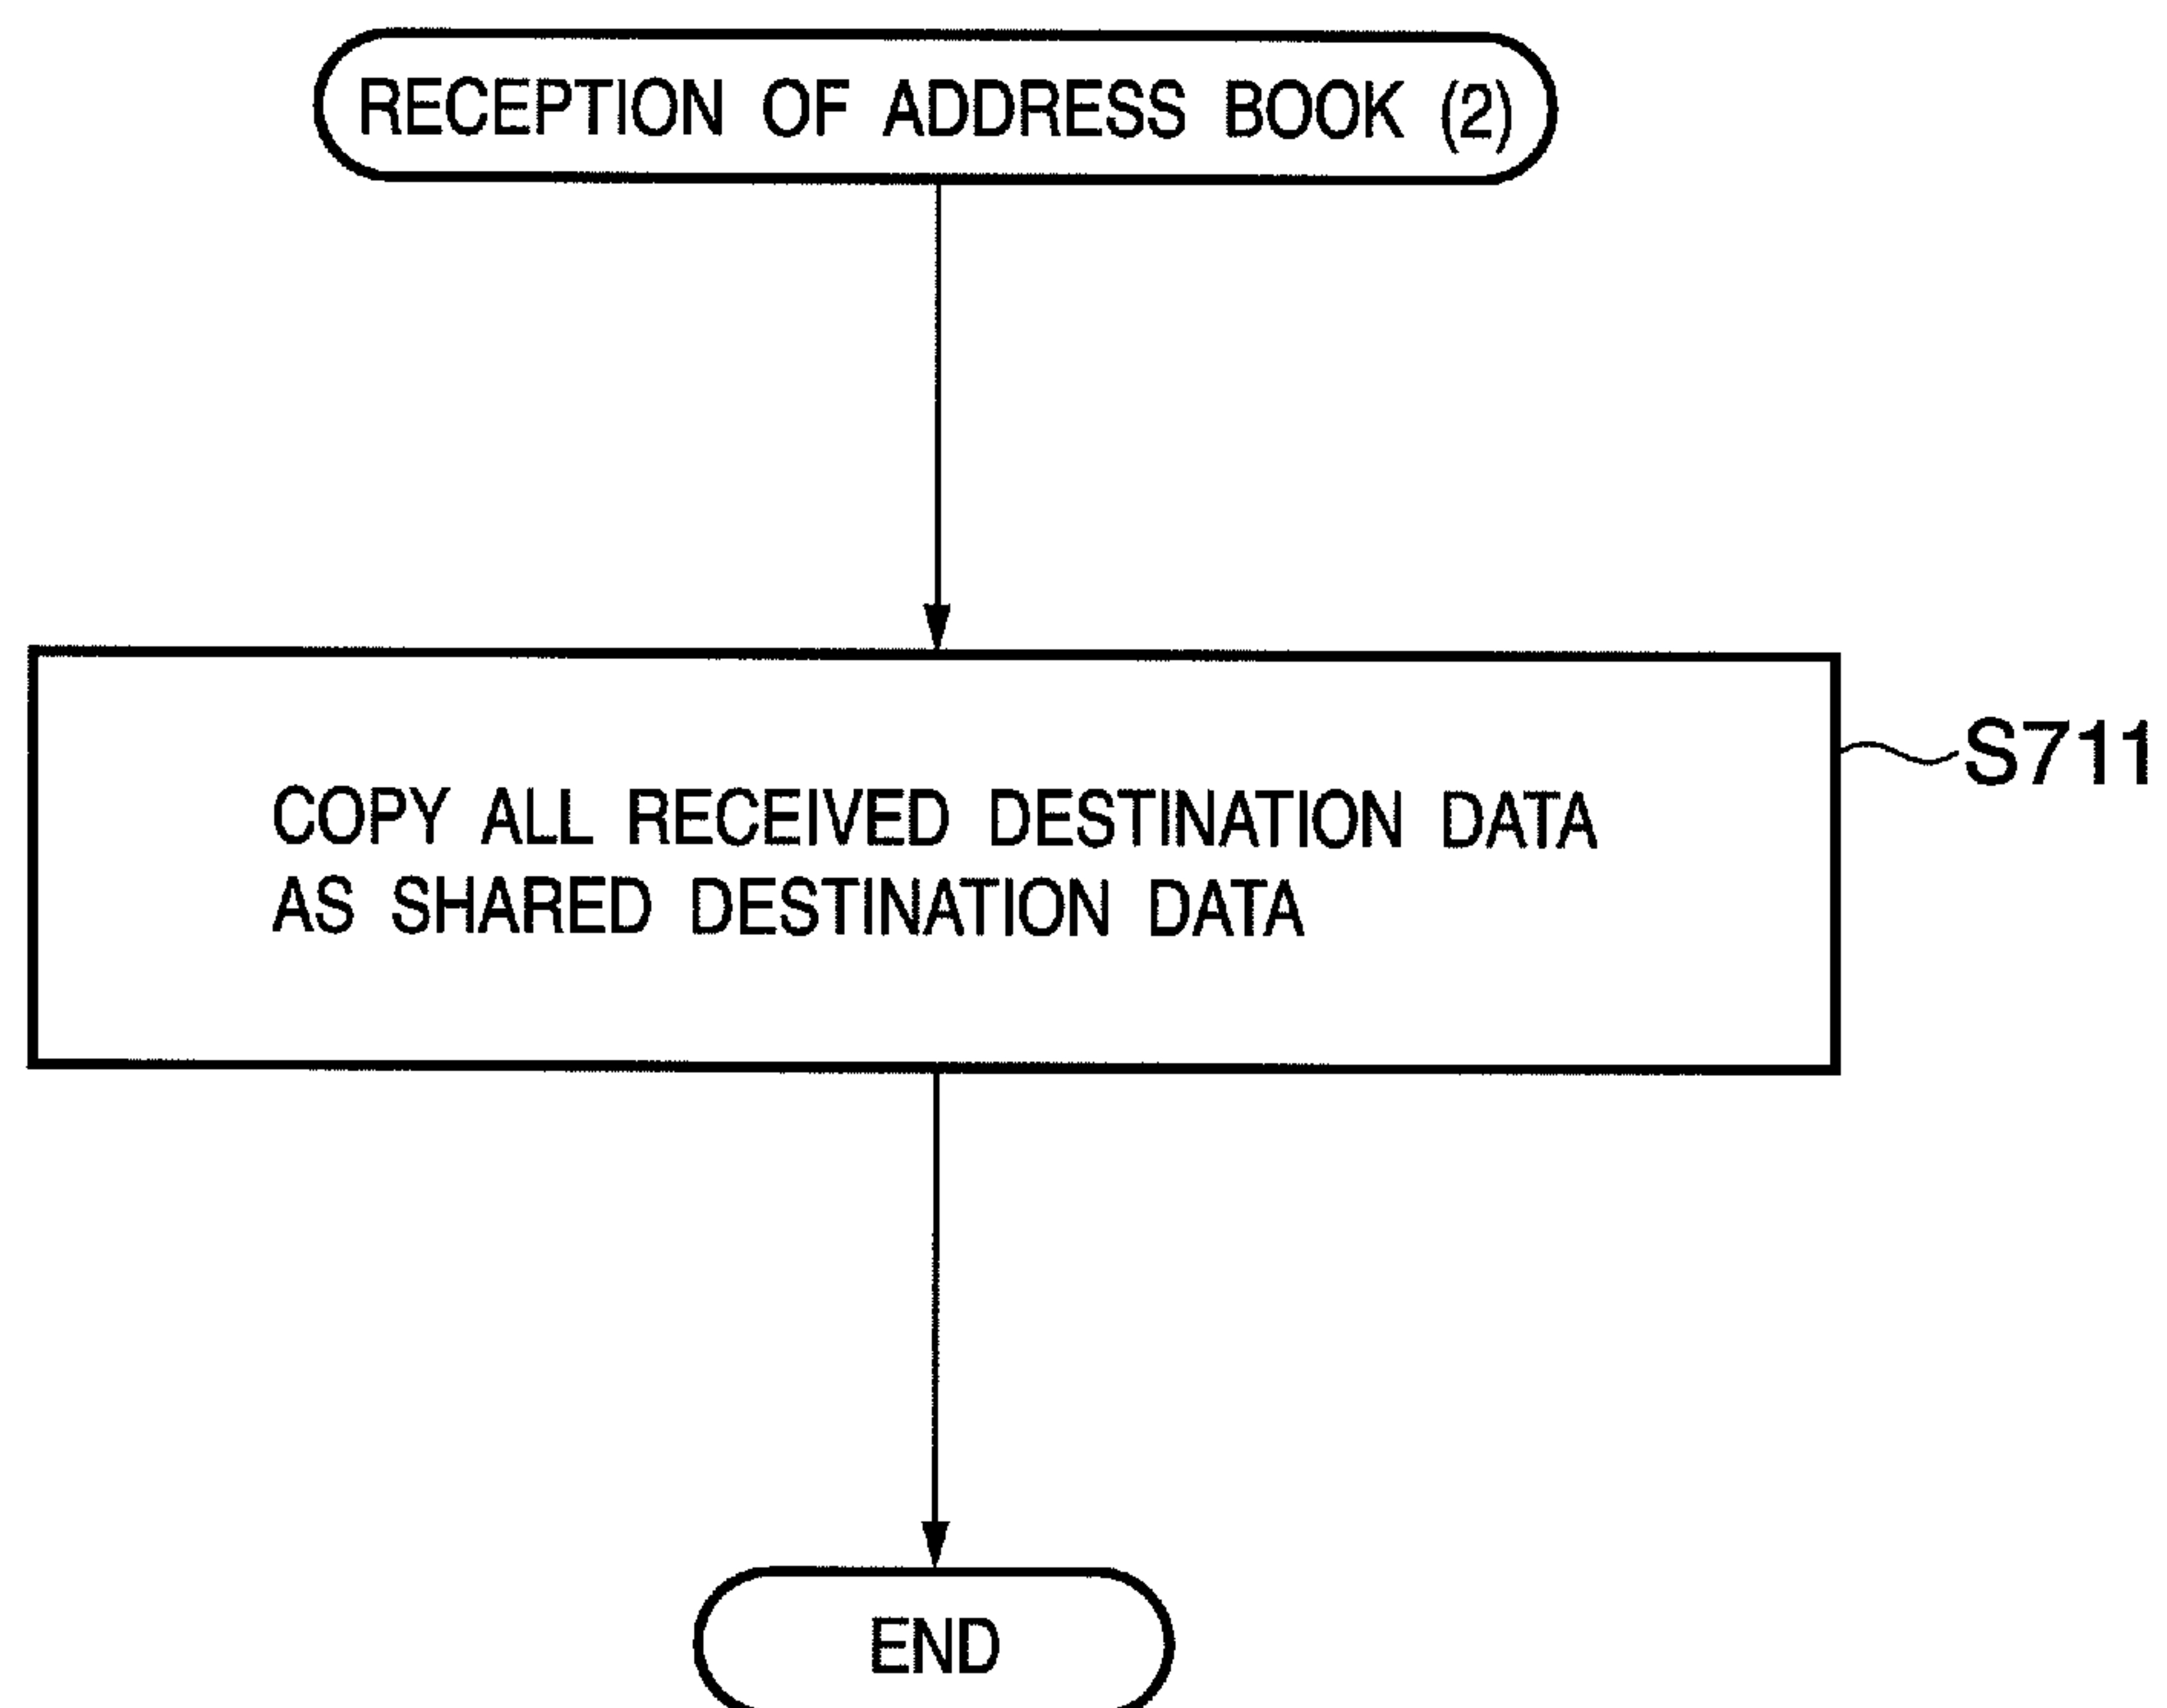 RECEPTION OF ADDRESS BOOK (2)
COPY ALL RECEIVED DESTINATION DATA
AS SHARED DESTINATION DATA
S711
END